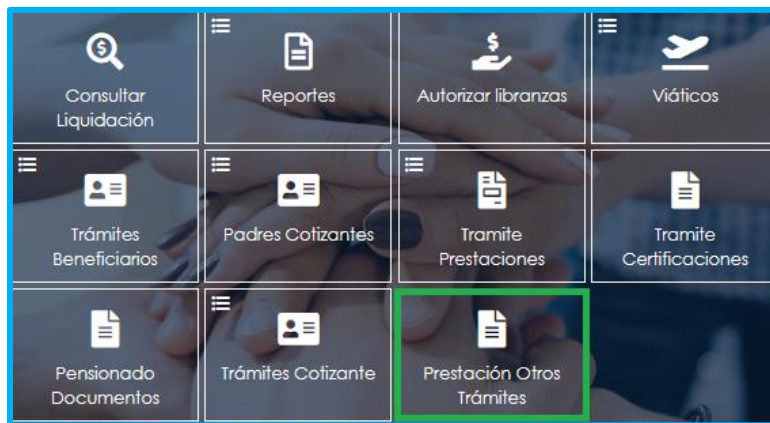 Consultar
Liquidación
Reportes
Autorizar libranzas
Viáticos
Trámites
Beneficiarios
Padres Cotizantes
Tramite
Prestaciones
Tramite
Certificaciones
Pensionado
Documentos
Trámites Cotizante
Prestación Otros
Trámites